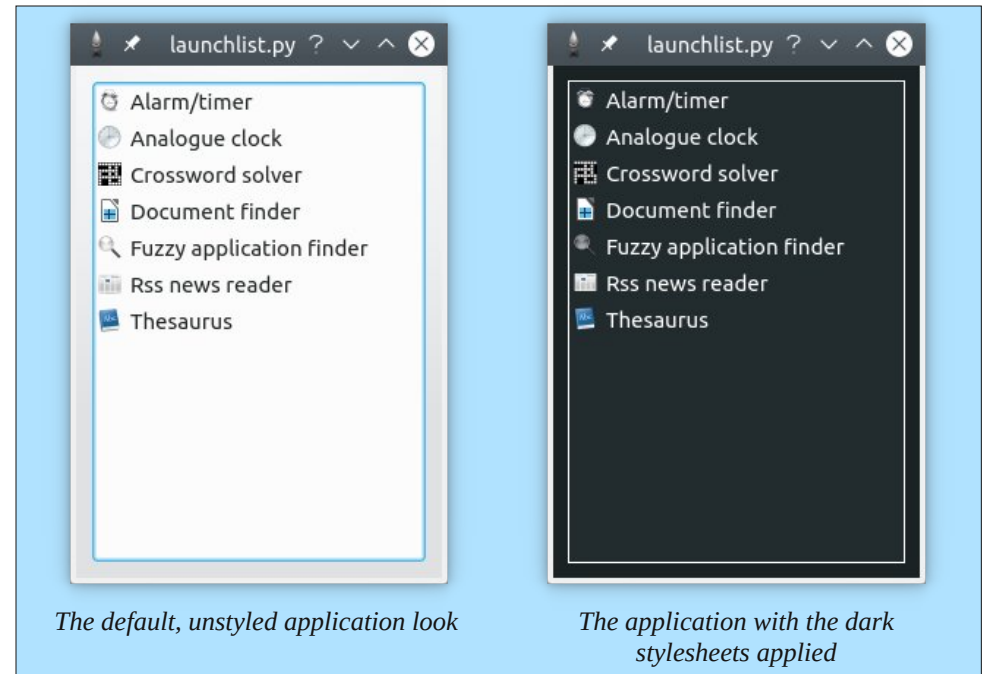 launchlist.py ?
Alarm/timer
Analogue clock
Crossword solver
Document finder
Fuzzy application finder
Rss news reader
Thesaurus
The default, unstyled application look
launchlist.py ?
Alarm/timer
Analogue clock
Crossword solver
Document finder
Fuzzy application finder
Rss news reader
Thesaurus
The application with the dark
stylesheets applied